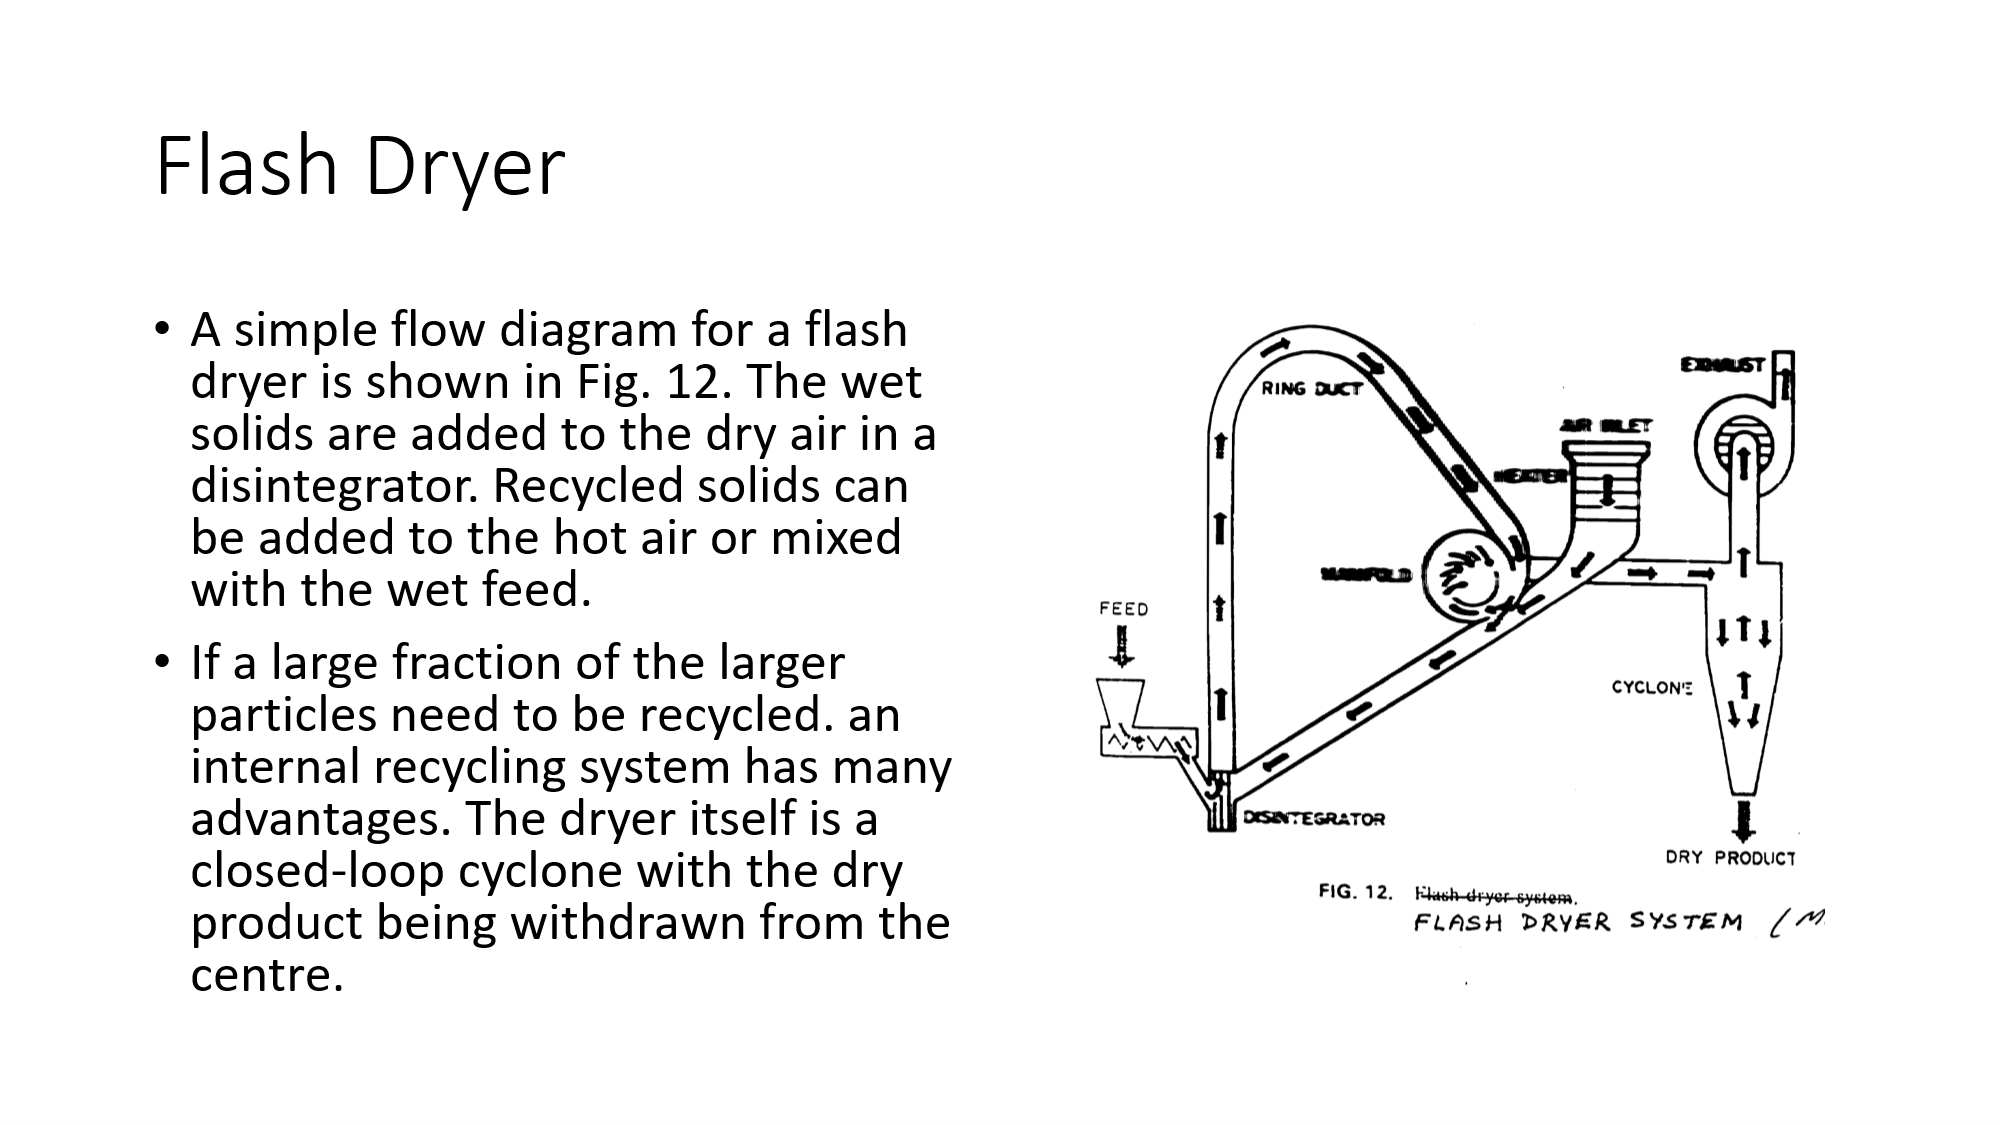 Flash Dryer
• A simple flow diagram for a flash
dryer is shown in Fig. 12. The wet
solids are added to the dry air in a
disintegrator. Recycled solids can
be added to the hot air or mixed
with the wet feed.
• If a large fraction of the larger
particles need to be recycled. an
internal recycling system has many
advantages. The dryer itself is a
closed-loop cyclone with the dry
product being withdrawn from the
centre.
EXHAUST
RING DUCT
AIR INLET
HEATER
MANIFOLD
FEED
CYCLONE
DISINTEGRATOR
DRY PRODUCT
FIG. 12. Flash dryer system.
FLASH DRYER SYSTEM (M